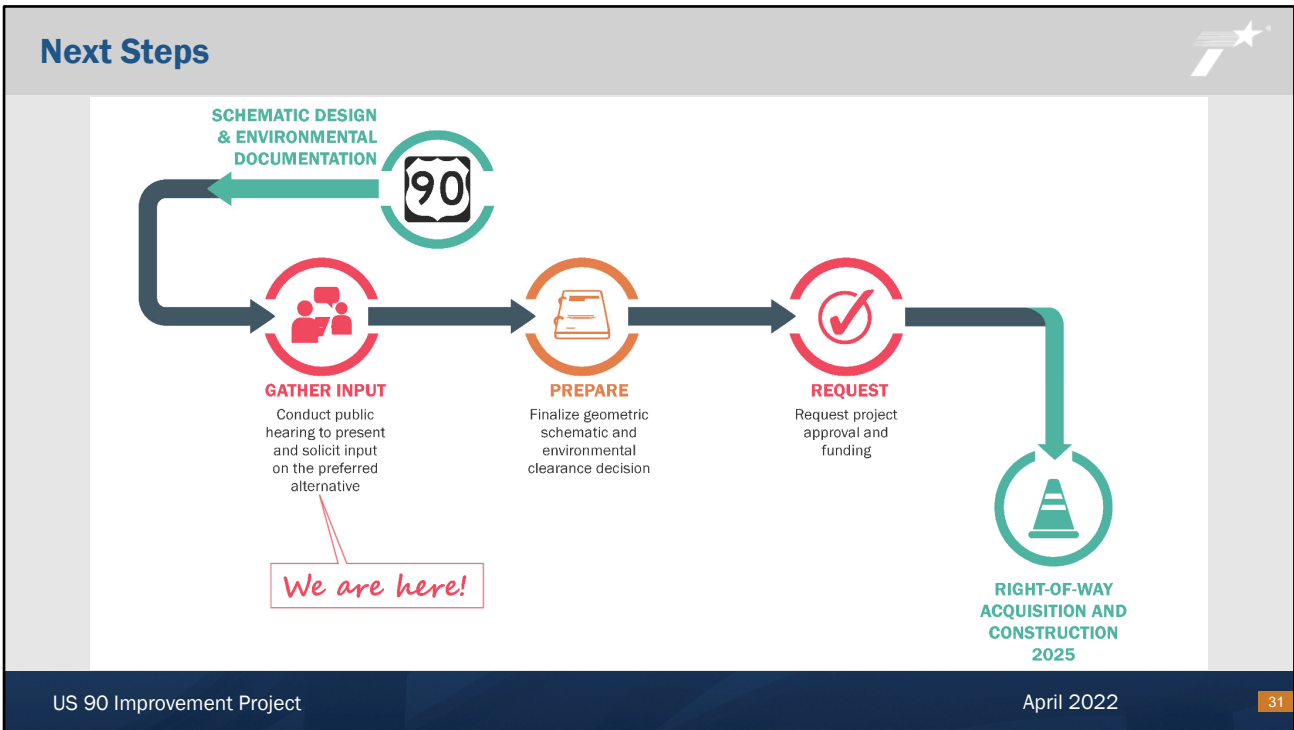 Next Steps
SCHEMATIC DESIGN
& ENVIRONMENTAL
DOCUMENTATION
90
GATHER INPUT
Conduct public
hearing to present
and solicit input
on the preferred
alternative
PREPARE
Finalize geometric
schematic and
environmental
clearance decision
REQUEST
Request project
approval and
funding
We are here!
RIGHT-OF-WAY
ACQUISITION AND
CONSTRUCTION
2025
US 90 Improvement Project
April 2022
31